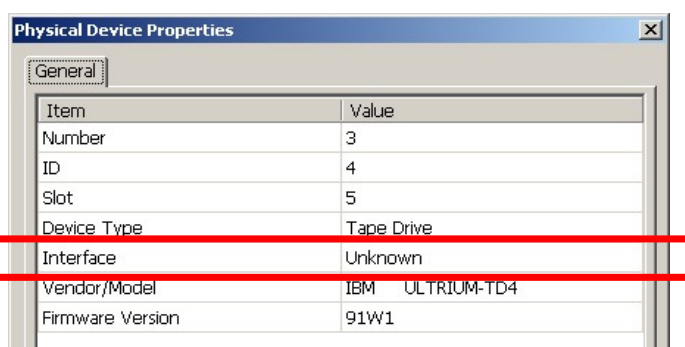 Physical Device Properties
General
Item Value
Number 3
ID 4
Slot 5
Device Type Tape Drive
Interface Unknown
Vendor/Model IBM ULTRIUM-TD4
Firmware Version 91W1